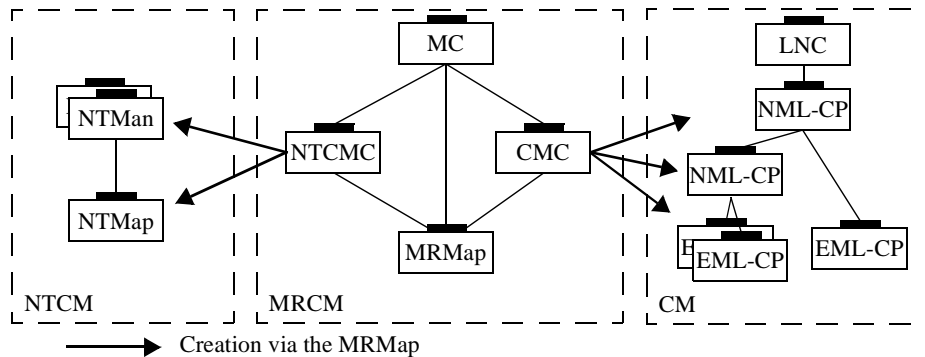 MC
LNC
NTMan
NML-CP
NTCMC
CMC
NML-CP
NTMap
MRMap
E
EML-CP
EML-CP
NTCM
MRCM
CM
Creation via the MRMap